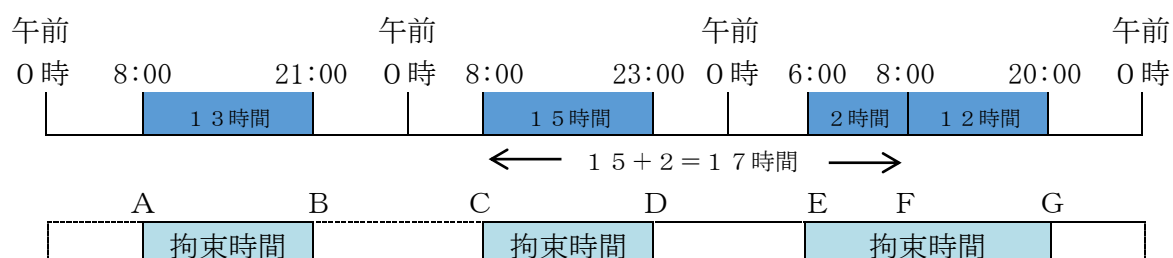 午前 午前 午前 午前
０時 8:00 21:00 ０時 8:00 23:00 ０時 6:00 8:00 20:00 ０時
１３時間 １５時間 ２時間 １２時間
１５＋２＝１７時間
A B C D E F G
拘束時間 拘束時間 拘束時間